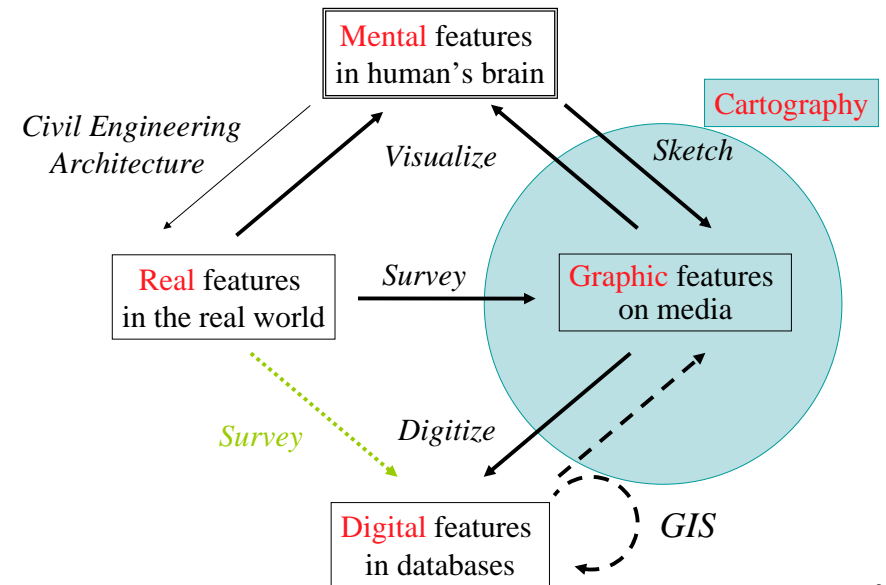 Mental features
in human's brain
Cartography
Civil Engineering
Architecture
Visualize
Sketch
Real features
in the real world
Survey
Graphic features
on media
Survey
Digitize
Digital features
in databases
GIS